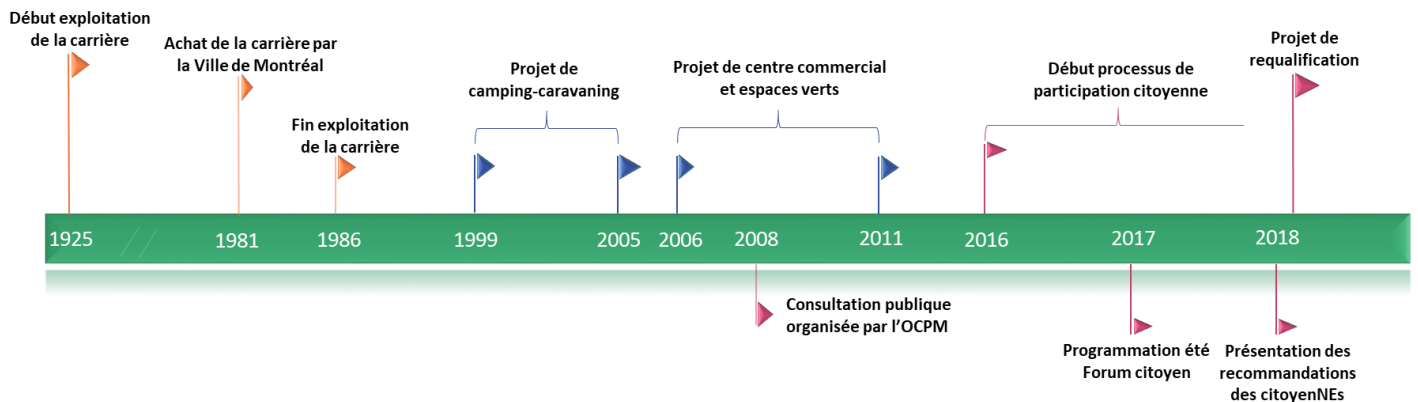 Début exploitation
de la carrière
Achat de la carrière par
la Ville de Montréal
Fin exploitation
de la carrière
Projet de
camping-caravaning
Projet de centre commercial
et espaces verts
Début processus de
participation citoyenne
Projet de
requalification
1925
1981
1986
1999
2005
2006
2008
2011
2016
2017
2018
Consultation publique
organisée par l'OCPM
Programmation été
Forum citoyen
Présentation des
recommandations
des citoyenNEs